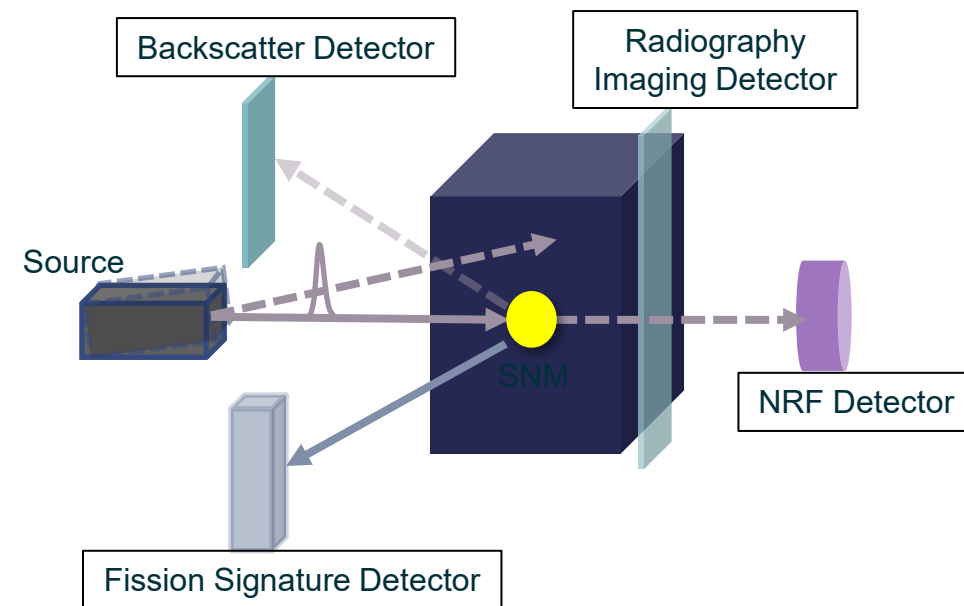 Backscatter Detector
Radiography
Imaging Detector
Source
SNM
NRF Detector
Fission Signature Detector